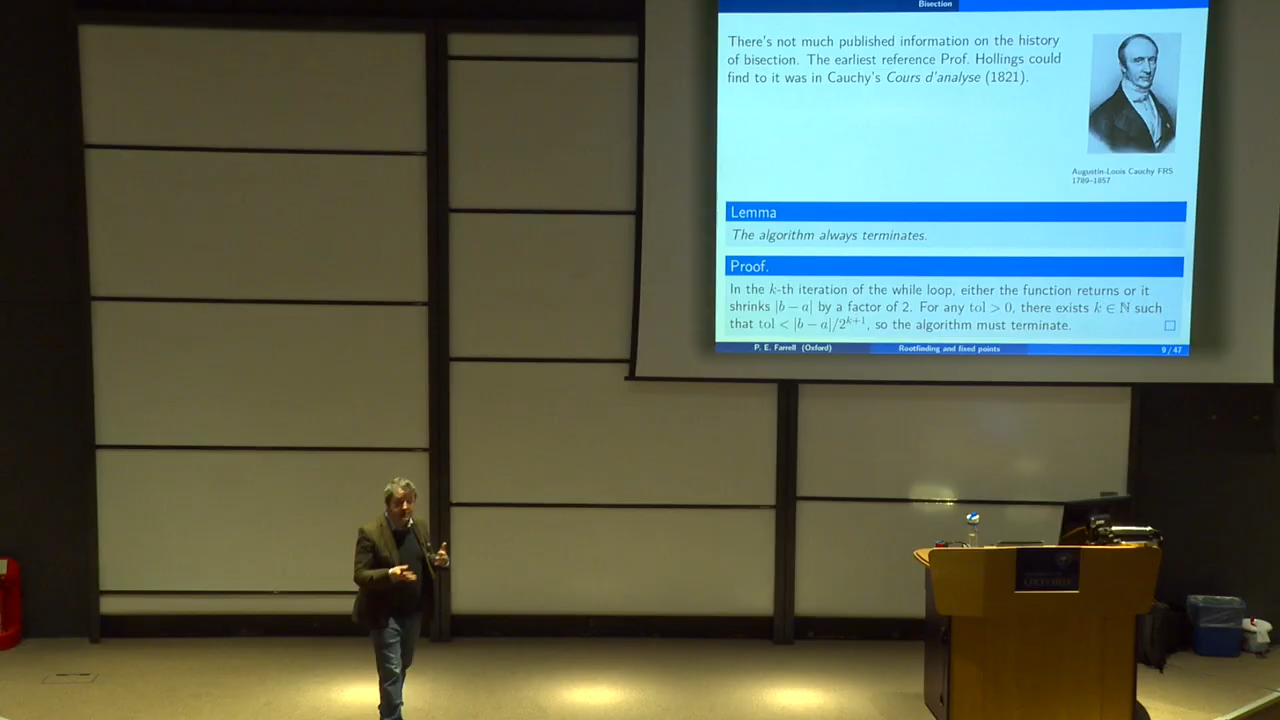 Bisection
There's not much published information on the history
of bisection. The earliest reference Prof. Hollings could
find to it was in Cauchy's Cours d'analyse (1821).
Augustin-Louis Cauchy FRS
1789–1857
Lemma
The algorithm always terminates.
Proof.
In the k-th iteration of the while loop, either the function returns or it
shrinks |b − a| by a factor of 2. For any tol > 0, there exists k ∈ ℕ such
that tol < |b − a|/2^{k+1}, so the algorithm must terminate.
P. E. Farrell (Oxford)
Rootfinding and fixed points
9 / 47